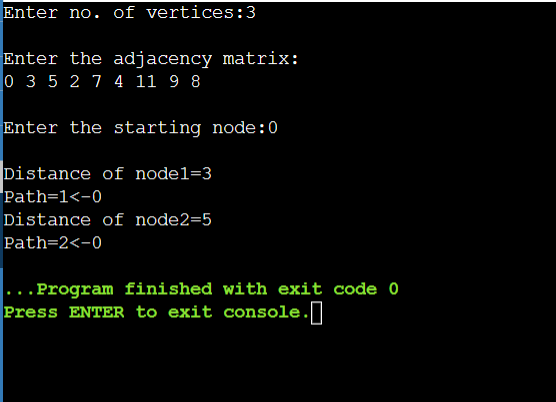 Enter no. of vertices:3
Enter the adjacency matrix:
0 3 5 2 7 4 11 9 8
Enter the starting node:0
Distance of node1=3
Path=1<-0
Distance of node2=5
Path=2<-0
...Program finished with exit code 0
Press ENTER to exit console.